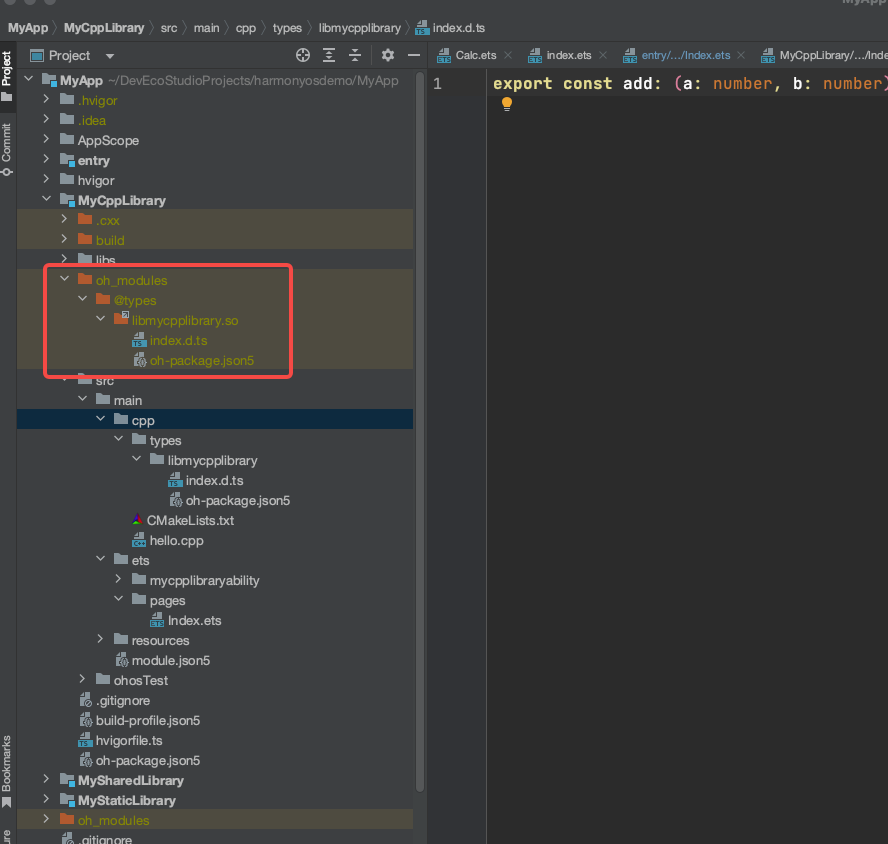 MyApp
MyApp MyCppLibrary src main cpp types libmycpplibrary index.d.ts
Project
Commit
Bookmarks
Project
Calc.ets index.ets entry/.../Index.ets MyCppLibrary/.../Inde
MyApp ~/DevEcoStudioProjects/harmonyosdemo/MyApp
.hvigor
.idea
AppScope
entry
hvigor
MyCppLibrary
.cxx
build
libs
oh_modules
@types
libmycpplibrary.so
index.d.ts
oh-package.json5
src
main
cpp
types
libmycpplibrary
index.d.ts
oh-package.json5
CMakeLists.txt
hello.cpp
ets
mycpplibraryability
pages
Index.ets
resources
module.json5
ohosTest
.gitignore
build-profile.json5
hvigorfile.ts
oh-package.json5
MySharedLibrary
MyStaticLibrary
oh_modules
.gitignore
1 export const add: (a: number, b: number)